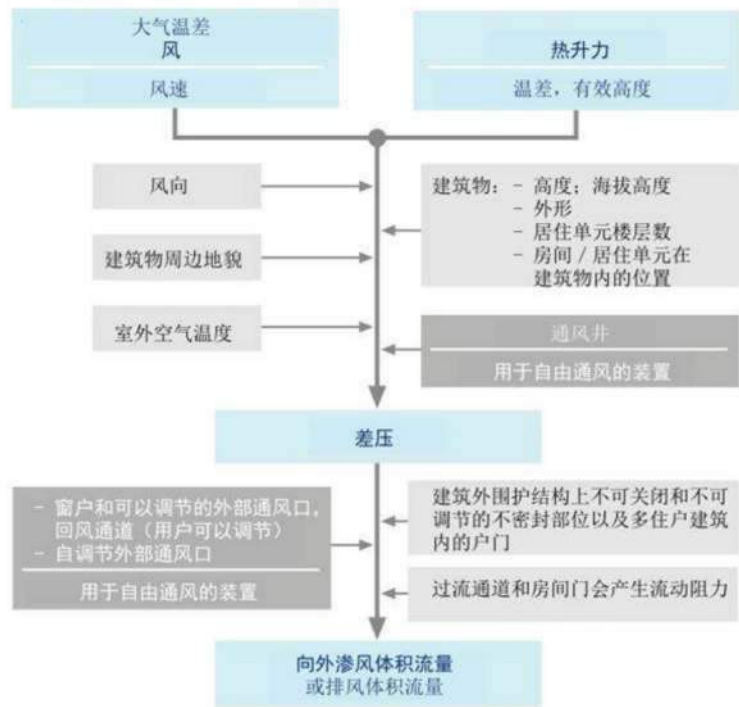 大气温差
风
风速
热升力
温差，有效高度
风向
建筑物周边地貌
室外空气温度
建筑物：- 高度；海拔高度
- 外形
- 居住单元楼层数
- 房间 / 居住单元在
建筑物内的位置
通风井
用于自由通风的装置
差压
- 窗户和可以调节的外部通风口，
回风通道（用户可以调节）
- 自调节外部通风口
用于自由通风的装置
建筑外围护结构上不可关闭和不可
调节的不密封部位以及多住户建筑
内的户门
过流通道和房间门会产生流动阻力
向外渗风体积流量
或排风体积流量